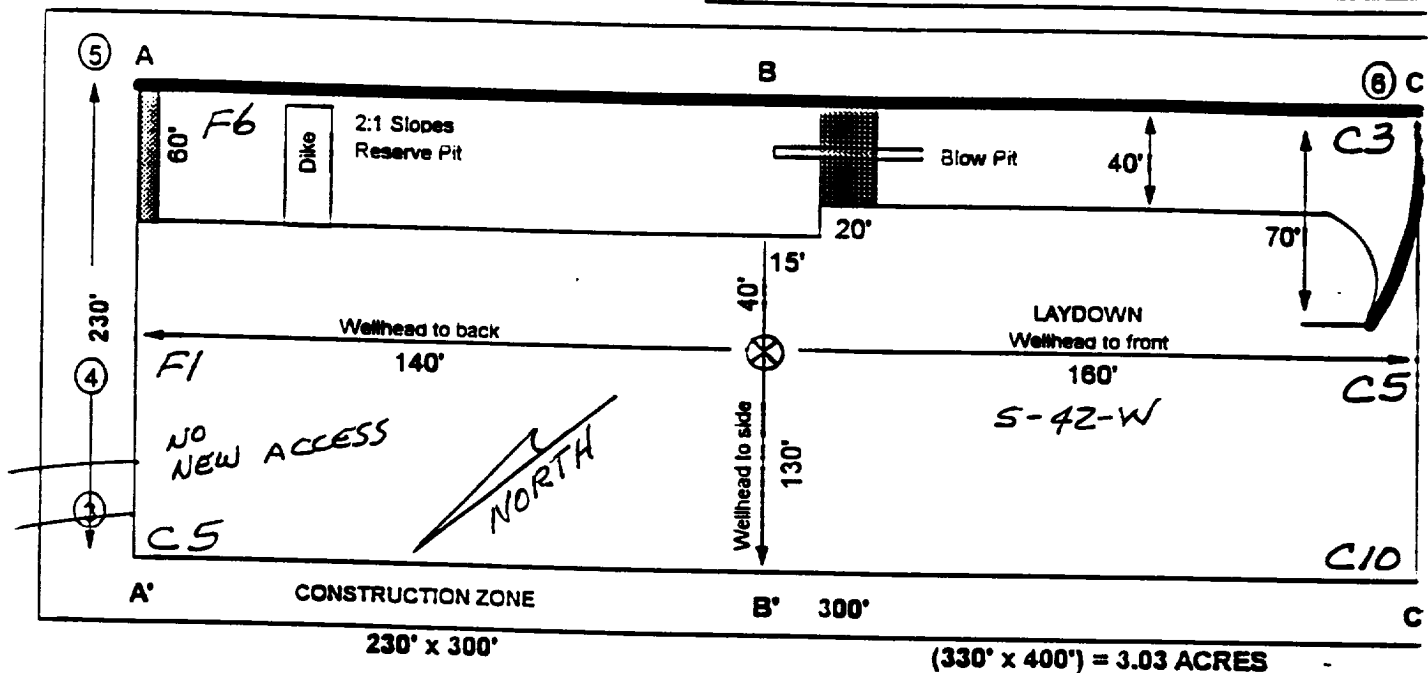 5 A B 6 C
F6 60' Dike 2:1 Slopes
Reserve Pit
Blow Pit 40' C3
20' 70'
15'
230' 40' LAYDOWN
Wellhead to back Wellhead to front
140' 160'
4 F1 C5
S-42-W
NO
NEW ACCESS
NORTH
Wellhead to side 130'
3
C5 C10
A' CONSTRUCTION ZONE B' 300' C
230' x 300' (330' x 400') = 3.03 ACRES